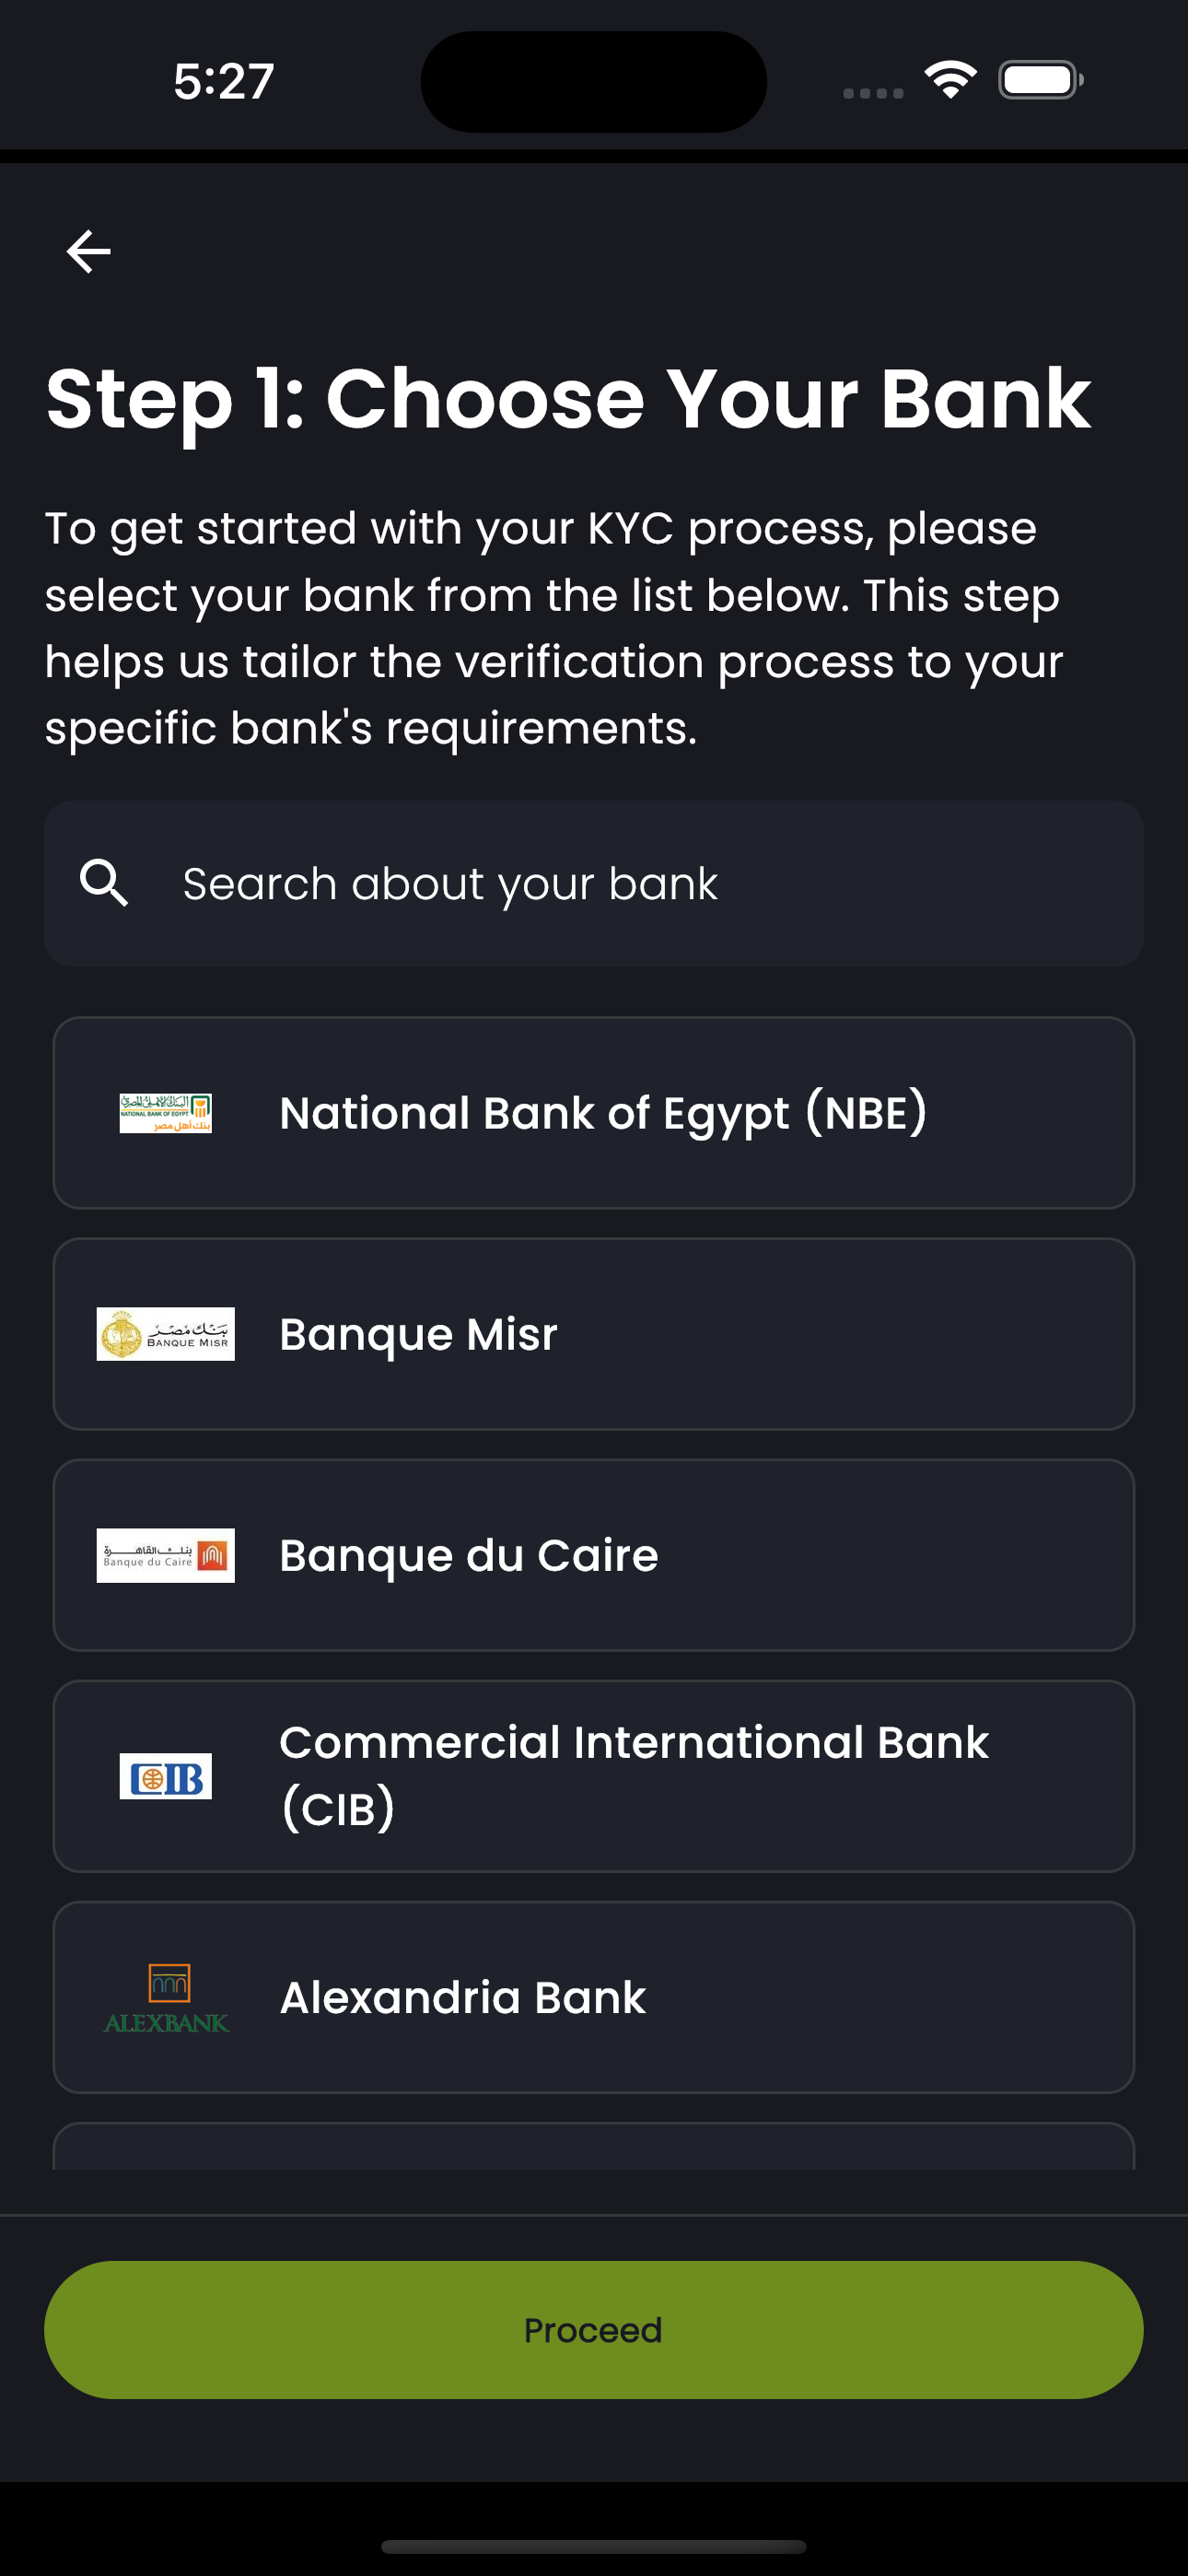 5:27
Step 1: Choose Your Bank
To get started with your KYC process, please
select your bank from the list below. This step
helps us tailor the verification process to your
specific bank's requirements.
Search about your bank
البنك الأهلي المصري
NATIONAL BANK OF EGYPT
بنك أهل مصر
National Bank of Egypt (NBE)
بنك مصر
BANQUE MISR
Banque Misr
بنك القاهرة
Banque du Caire
Banque du Caire
CIB
Commercial International Bank
(CIB)
ALEXBANK
Alexandria Bank
Proceed